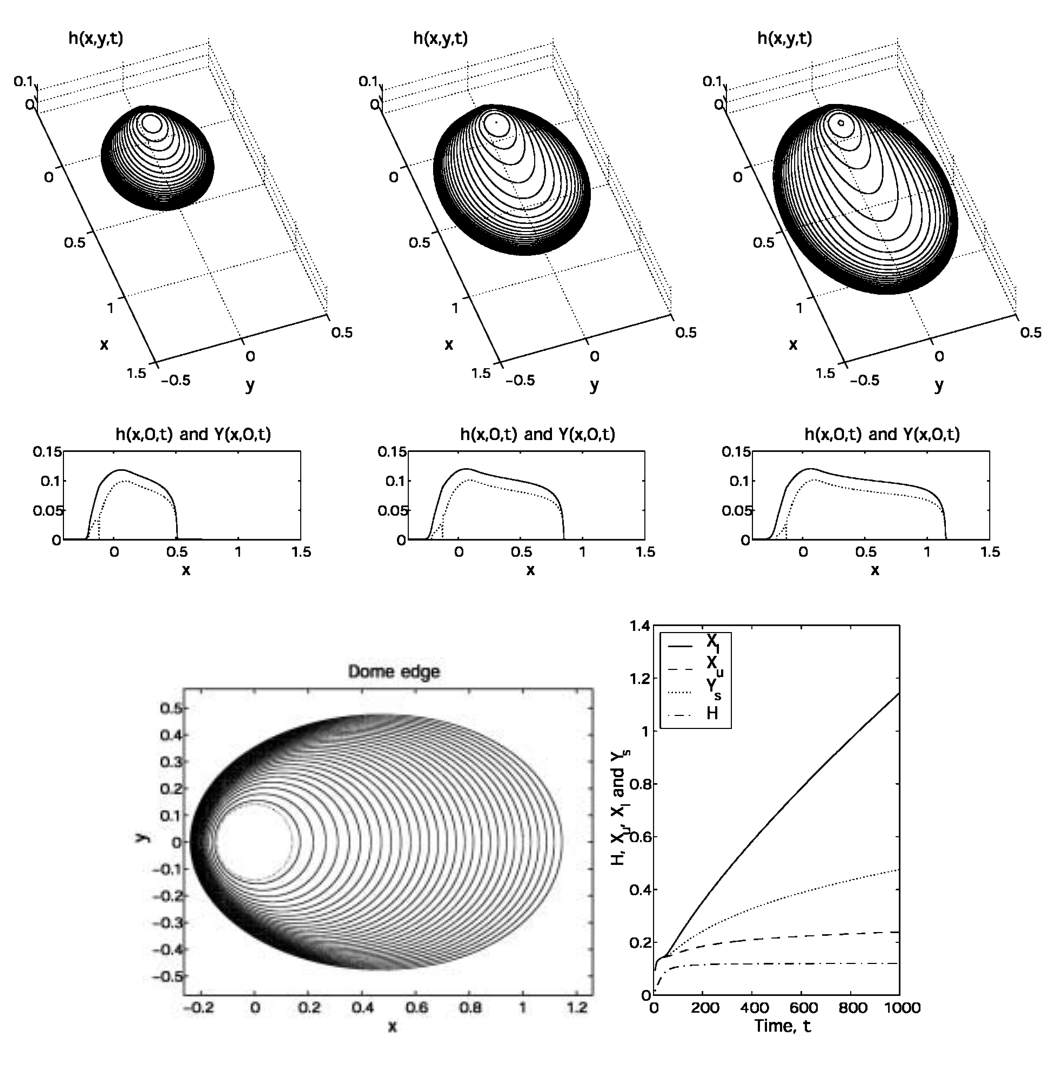 h(x,y,t) h(x,y,t) h(x,y,t)
0.1 0.1 0.1
0 0 0
0 0 0
0.5 0.5 0.5
1 1 1
x x x
1.5 1.5 1.5
−0.5 0 0.5 −0.5 0 0.5 −0.5 0 0.5
y y y
h(x,0,t) and Y(x,0,t) h(x,0,t) and Y(x,0,t) h(x,0,t) and Y(x,0,t)
0.15 0.15 0.15
0.1 0.1 0.1
0.05 0.05 0.05
0 0 0
0 0.5 1 1.5 0 0.5 1 1.5 0 0.5 1 1.5
x x x
Dome edge
0.5
0.4
0.3
0.2
0.1
0
−0.1
−0.2
−0.3
−0.4
−0.5
y
−0.2 0 0.2 0.4 0.6 0.8 1 1.2
x
1.4
1.2
1
0.8
0.6
0.4
0.2
0
H, Xu, Xl and Ys
Xl
Xu
Ys
H
0 200 400 600 800 1000
Time, t